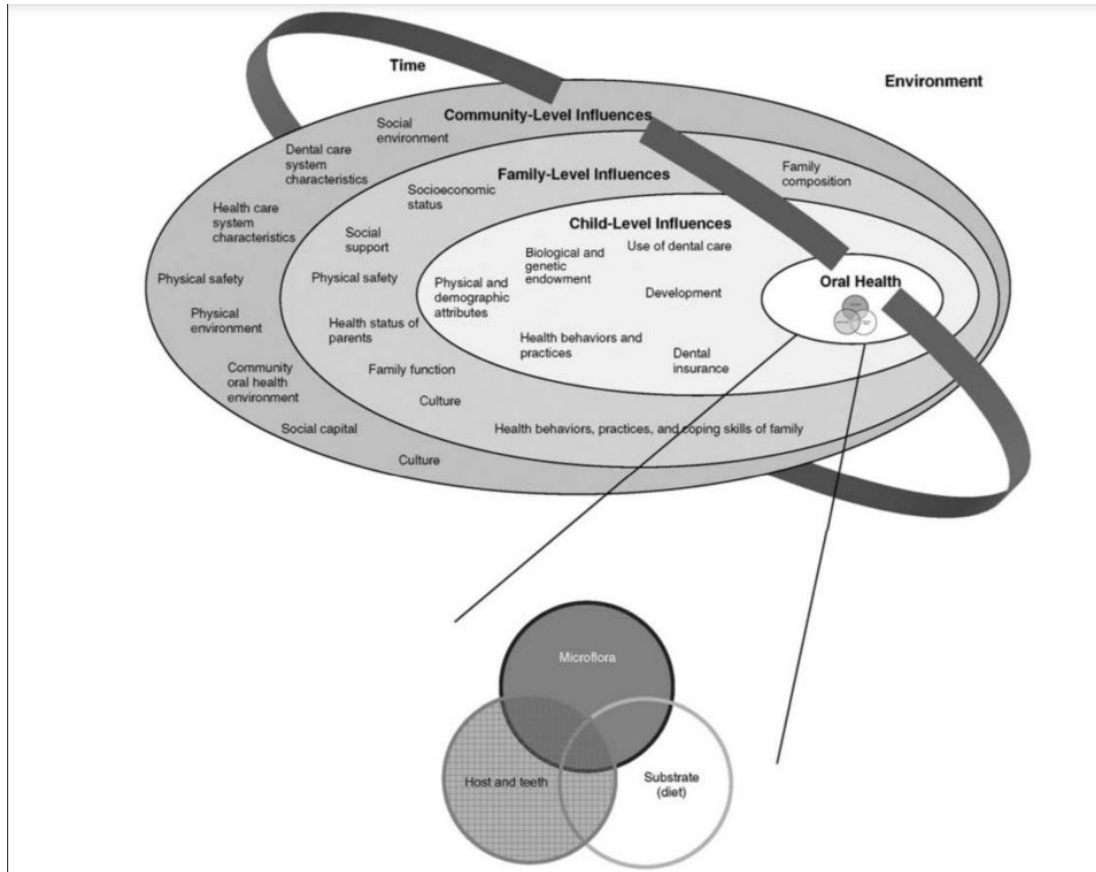 Time
Environment
Community-Level Influences
Social
environment
Dental care
system
characteristics
Health care
system
characteristics
Physical safety
Physical
environment
Community
oral health
environment
Social capital
Culture
Family-Level Influences
Family
composition
Socioeconomic
status
Social
support
Physical safety
Health status of
parents
Family function
Culture
Health behaviors, practices, and coping skills of family
Child-Level Influences
Biological and
genetic
endowment
Use of dental care
Physical and
demographic
attributes
Development
Health behaviors and
practices
Dental
insurance
Oral Health
Microflora
Host and teeth
Substrate
(diet)